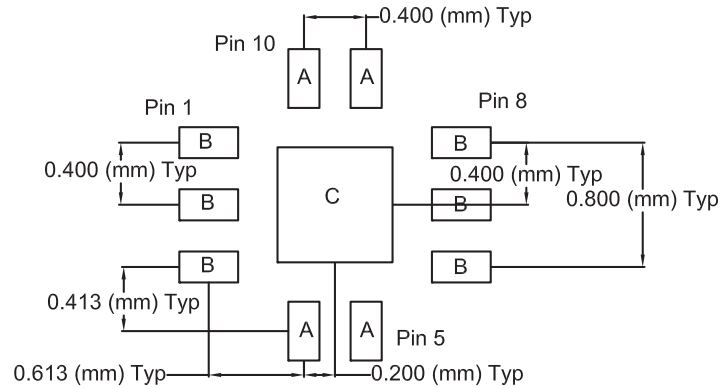 0.400 (mm) Typ
Pin 10
A A
Pin 1
Pin 8
B B
0.400 (mm) Typ
0.400 (mm) Typ
0.800 (mm) Typ
C
B B
B B
0.413 (mm) Typ
A A
Pin 5
0.613 (mm) Typ
0.200 (mm) Typ